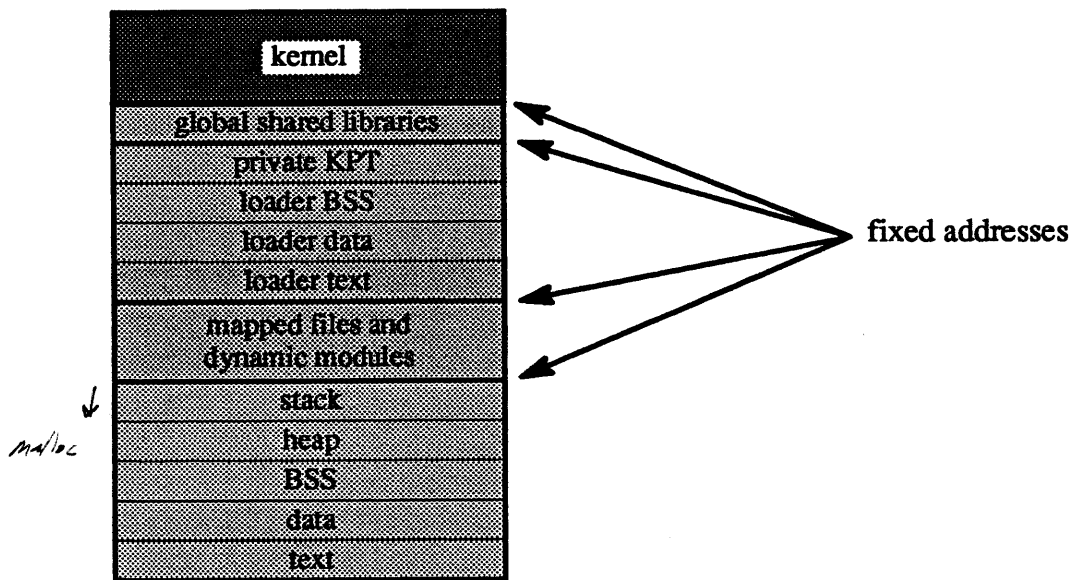 kernel
global shared libraries
private KPT
loader BSS
loader data
loader text
mapped files and
dynamic modules
stack
heap
BSS
data
text
fixed addresses
malloc